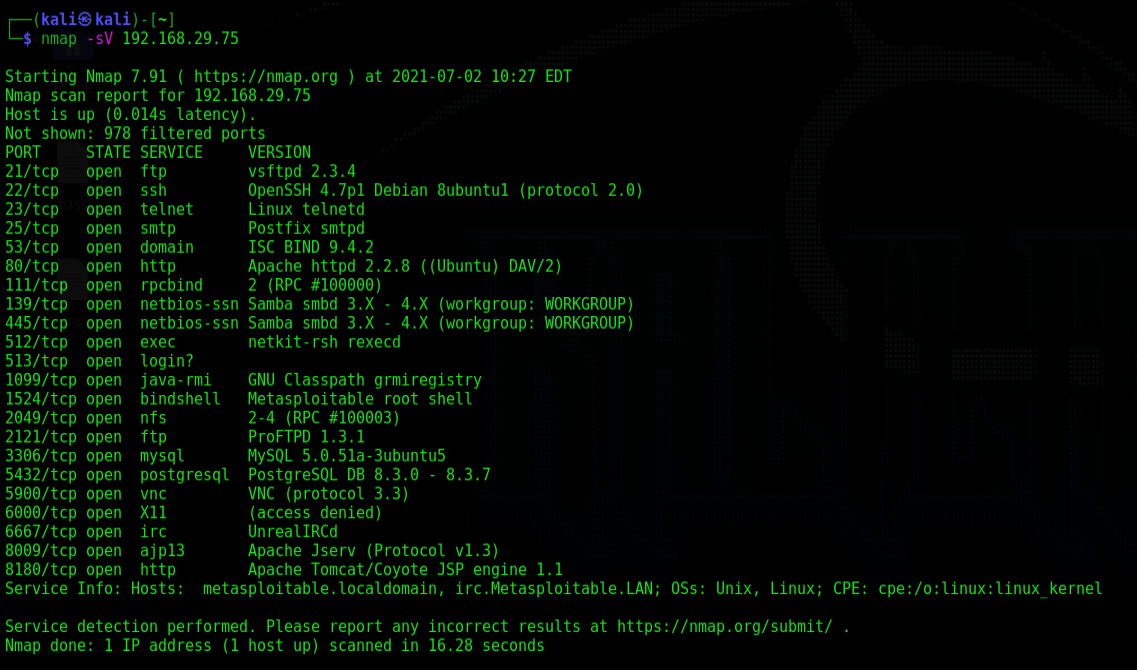 ┌──(kali㉿kali)-[~]
└─$ nmap -sV 192.168.29.75
Starting Nmap 7.91 ( https://nmap.org ) at 2021-07-02 10:27 EDT
Nmap scan report for 192.168.29.75
Host is up (0.014s latency).
Not shown: 978 filtered ports
PORT     STATE SERVICE     VERSION
21/tcp   open  ftp         vsftpd 2.3.4
22/tcp   open  ssh         OpenSSH 4.7p1 Debian 8ubuntu1 (protocol 2.0)
23/tcp   open  telnet      Linux telnetd
25/tcp   open  smtp        Postfix smtpd
53/tcp   open  domain      ISC BIND 9.4.2
80/tcp   open  http        Apache httpd 2.2.8 ((Ubuntu) DAV/2)
111/tcp  open  rpcbind     2 (RPC #100000)
139/tcp  open  netbios-ssn Samba smbd 3.X - 4.X (workgroup: WORKGROUP)
445/tcp  open  netbios-ssn Samba smbd 3.X - 4.X (workgroup: WORKGROUP)
512/tcp  open  exec        netkit-rsh rexecd
513/tcp  open  login?
1099/tcp open  java-rmi    GNU Classpath grmiregistry
1524/tcp open  bindshell   Metasploitable root shell
2049/tcp open  nfs         2-4 (RPC #100003)
2121/tcp open  ftp         ProFTPD 1.3.1
3306/tcp open  mysql       MySQL 5.0.51a-3ubuntu5
5432/tcp open  postgresql  PostgreSQL DB 8.3.0 - 8.3.7
5900/tcp open  vnc         VNC (protocol 3.3)
6000/tcp open  X11         (access denied)
6667/tcp open  irc         UnrealIRCd
8009/tcp open  ajp13       Apache Jserv (Protocol v1.3)
8180/tcp open  http        Apache Tomcat/Coyote JSP engine 1.1
Service Info: Hosts:  metasploitable.localdomain, irc.Metasploitable.LAN; OSs: Unix, Linux; CPE: cpe:/o:linux:linux_kernel
Service detection performed. Please report any incorrect results at https://nmap.org/submit/ .
Nmap done: 1 IP address (1 host up) scanned in 16.28 seconds